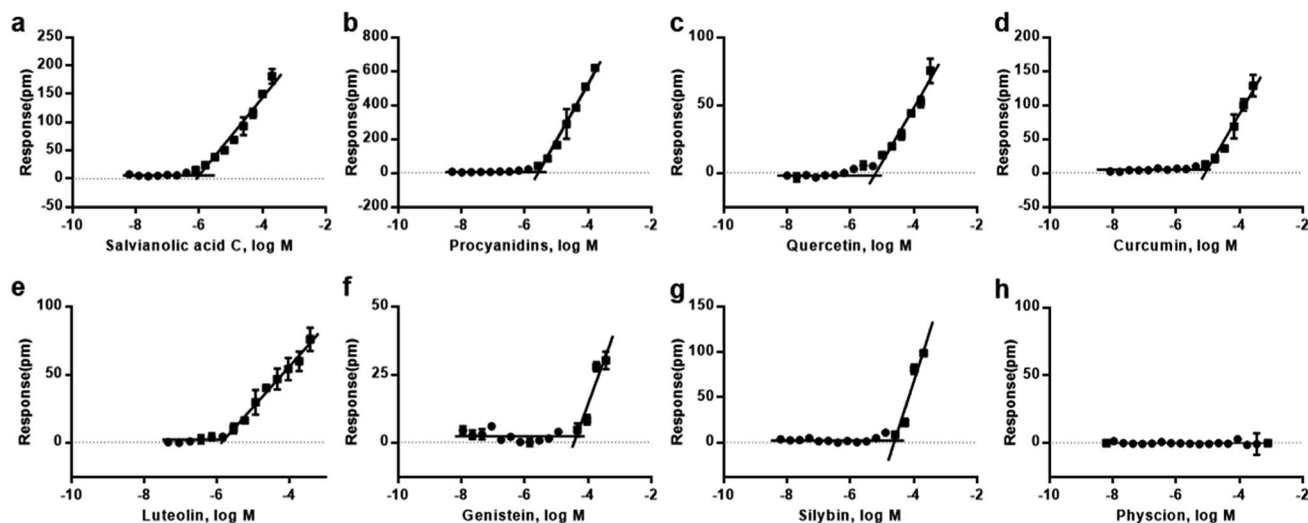 a
Response(pm)
250
200
150
100
50
0
-50
-10 -8 -6 -4 -2
Salvianolic acid C, log M
b
Response(pm)
800
600
400
200
0
-200
-10 -8 -6 -4 -2
Procyanidins, log M
c
Response(pm)
100
50
0
-10 -8 -6 -4 -2
Quercetin, log M
d
Response(pm)
200
150
100
50
0
-50
-10 -8 -6 -4 -2
Curcumin, log M
e
Response(pm)
100
50
0
-10 -8 -6 -4
Luteolin, log M
f
Response(pm)
50
25
0
-10 -8 -6 -4 -2
Genistein, log M
g
Response(pm)
150
100
50
0
-10 -8 -6 -4 -2
Silybin, log M
h
Response(pm)
100
50
0
-10 -8 -6 -4 -2
Physcion, log M